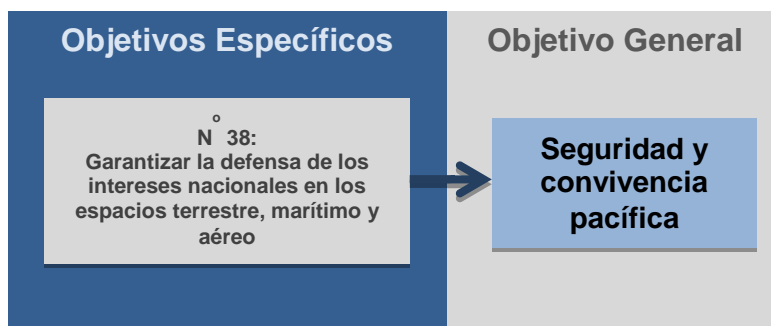 Objetivos Específicos
Objetivo General
Nº 38:
Garantizar la defensa de los
intereses nacionales en los
espacios terrestre, marítimo y
aéreo
Seguridad y
convivencia
pacífica